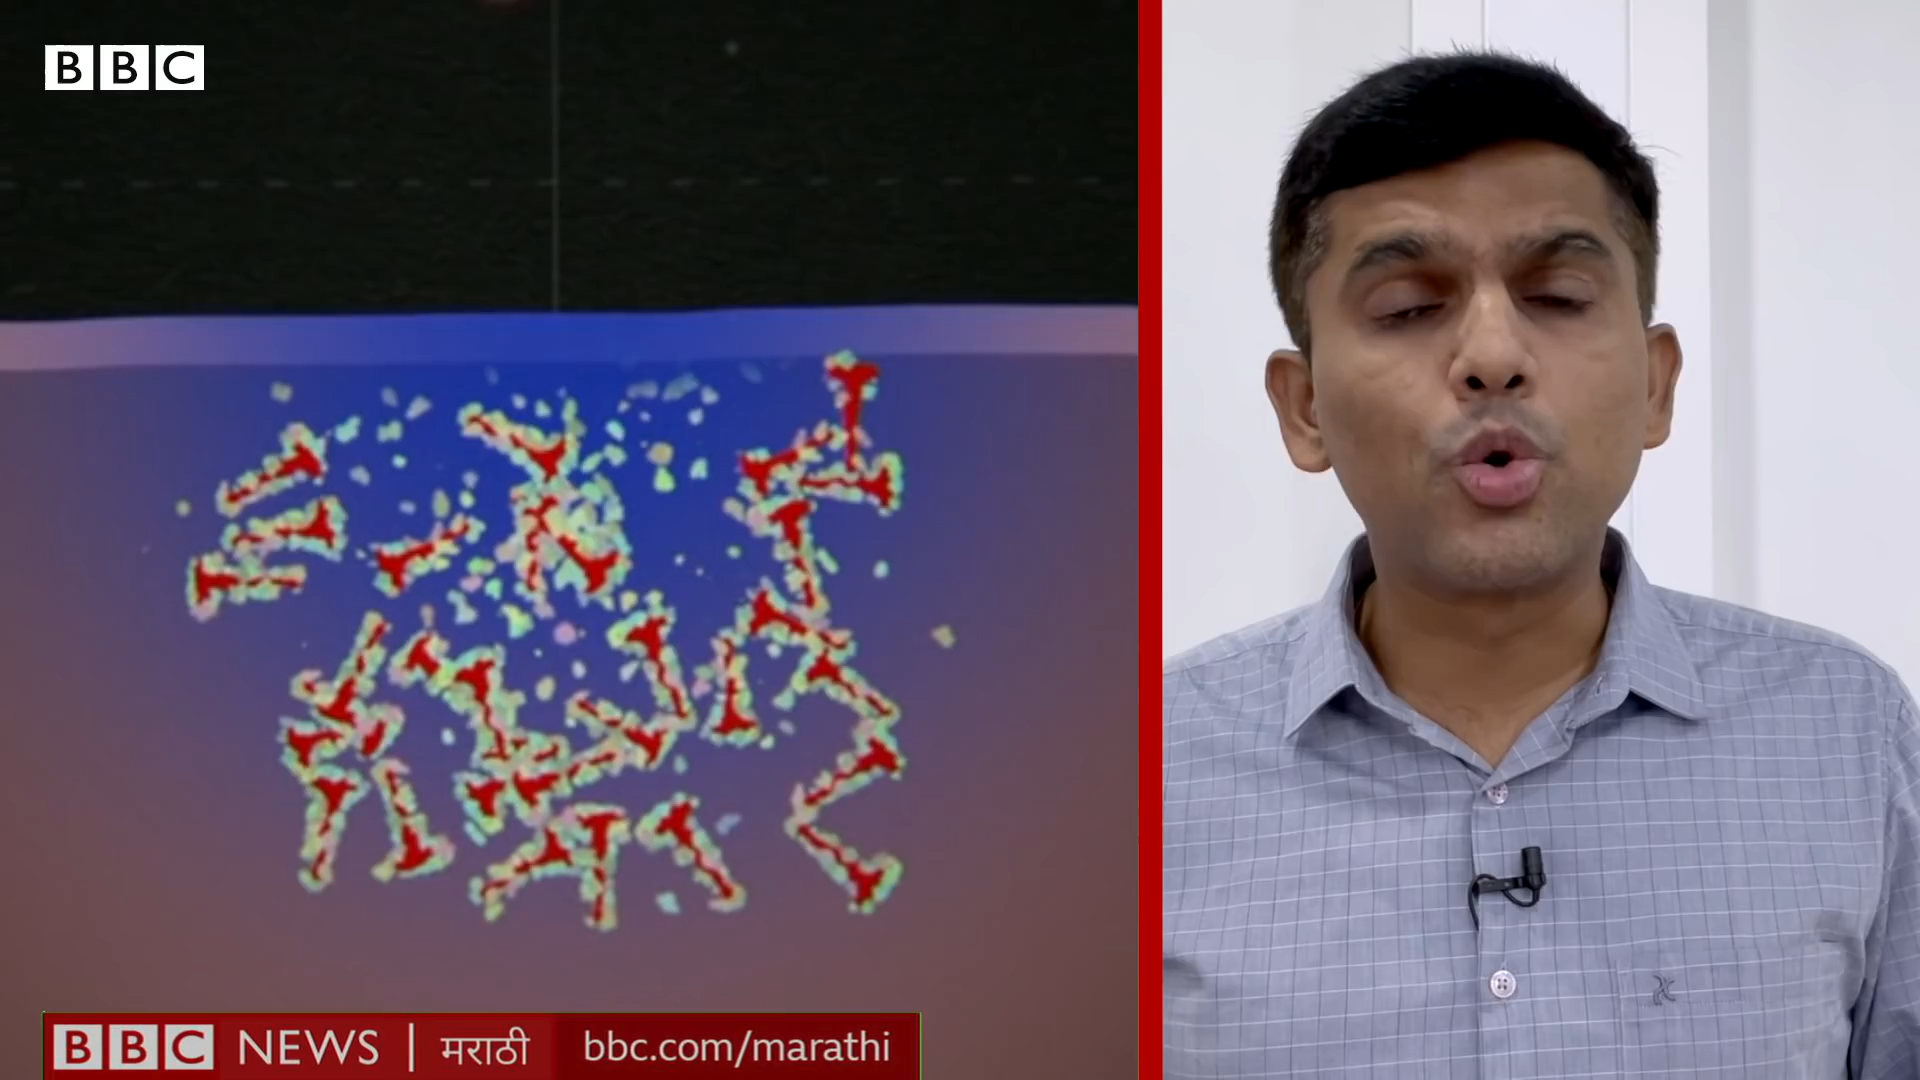 BBC
BBC NEWS | मराठी bbc.com/marathi